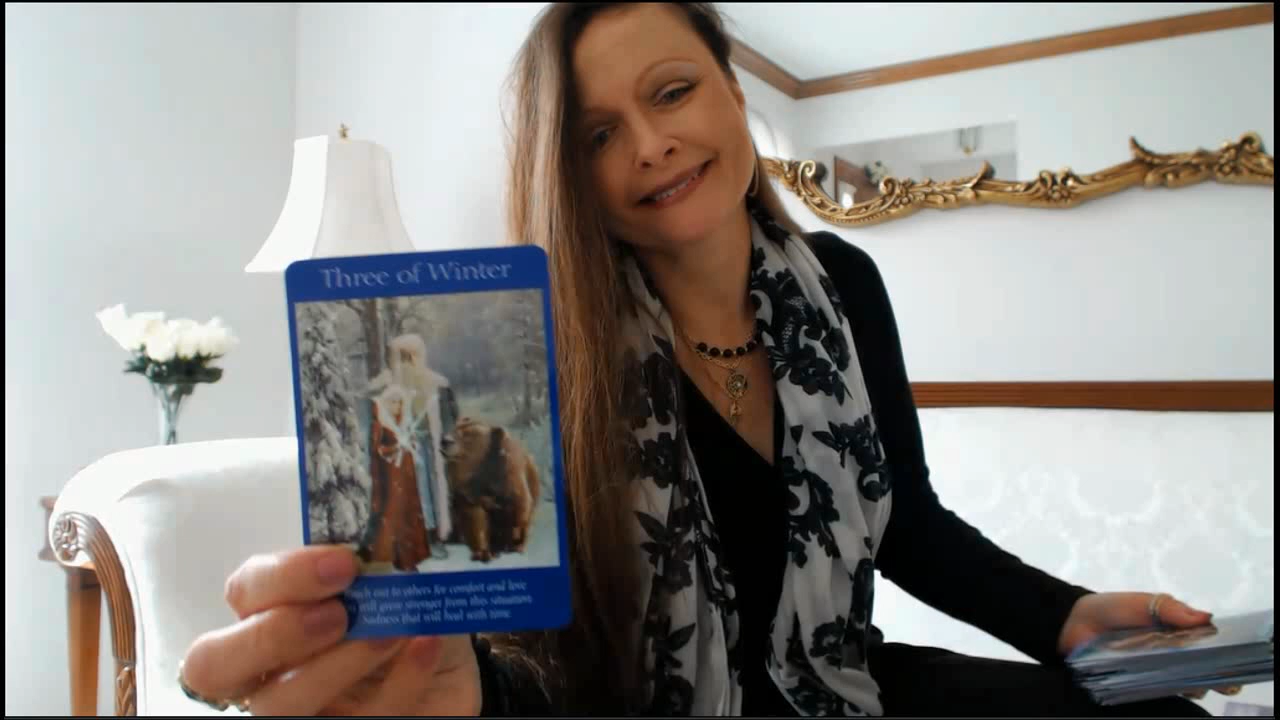 Three of Winter
out to others for comfort and love
will grow stronger from this situation
Sadness that will heal with time